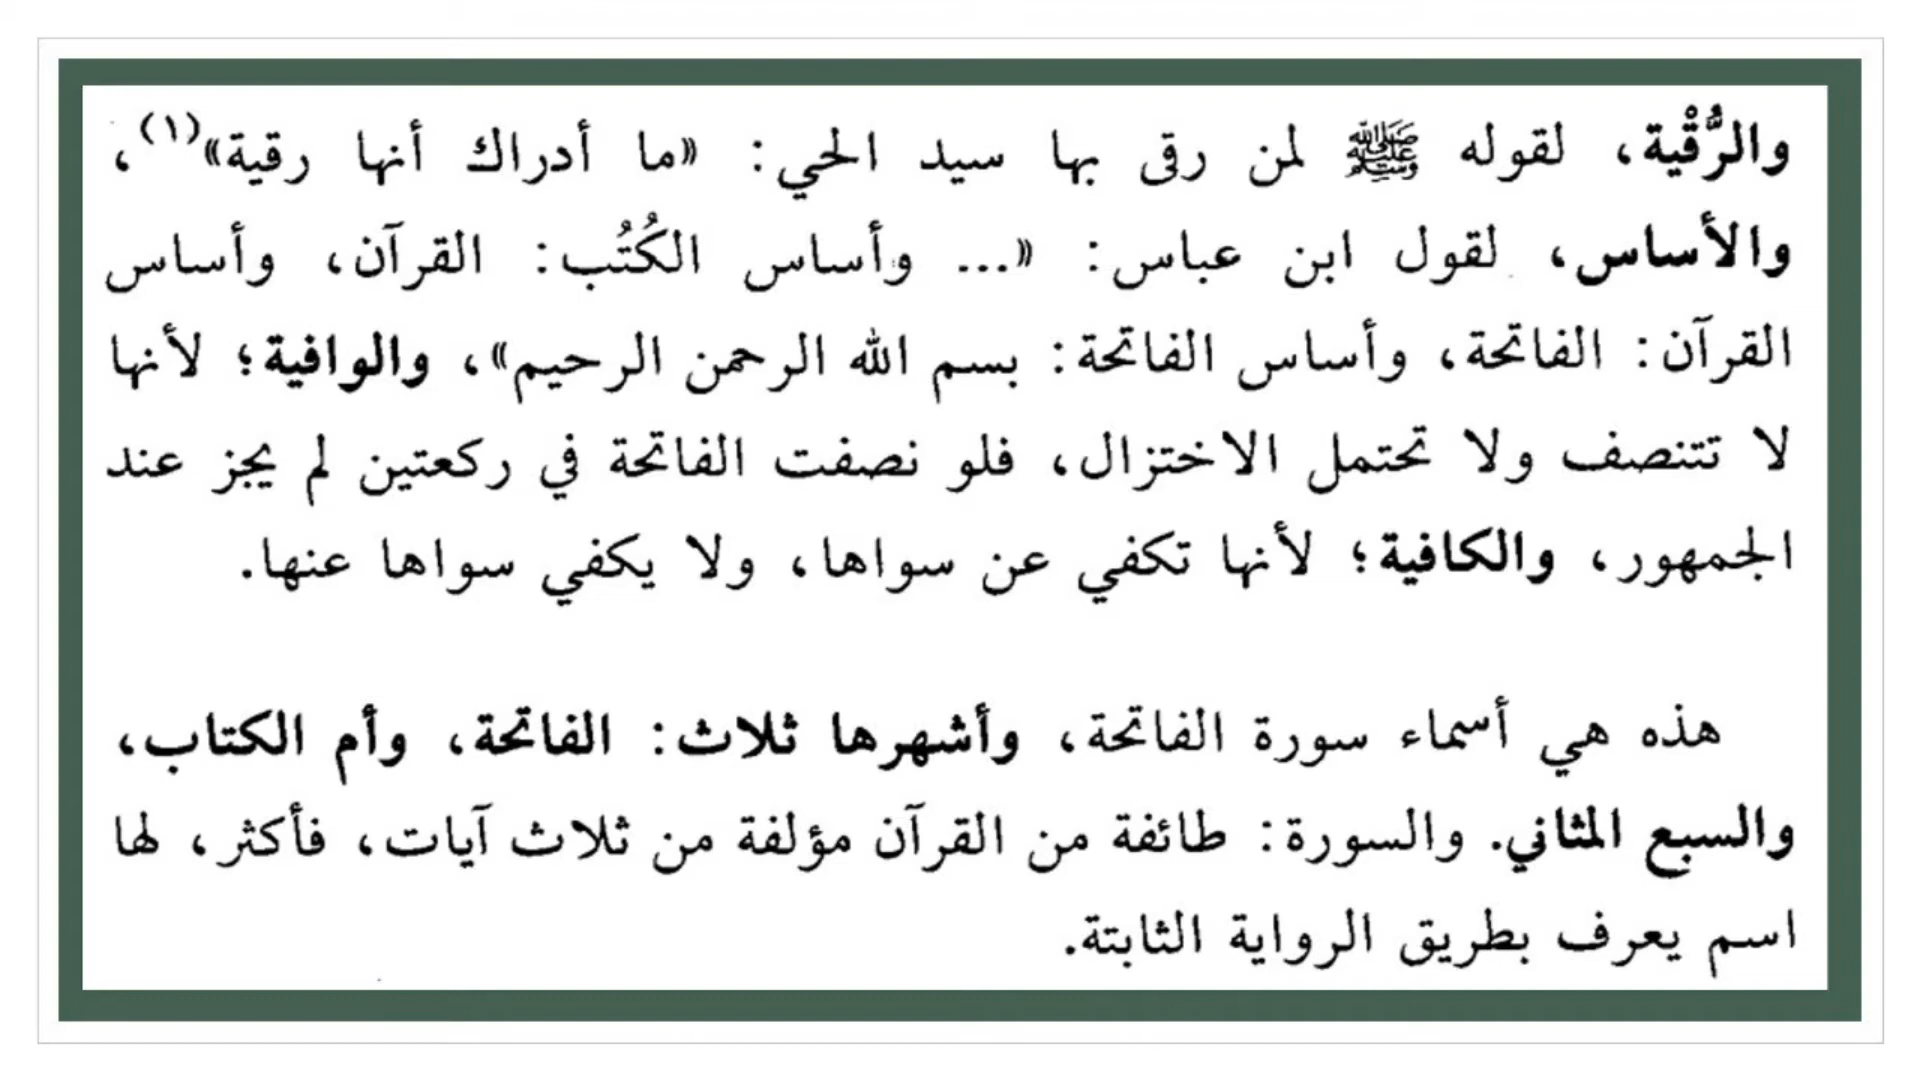 والرُّقْية، لقوله ﷺ لمن رقى بها سيد الحي: «ما أدراك أنها رقية»(١)،
والأساس، لقول ابن عباس: «... وأساس الكُتُب: القرآن، وأساس
القرآن: الفاتحة، وأساس الفاتحة: بسم الله الرحمن الرحيم»، والوافية؛ لأنها
لا تتنصف ولا تحتمل الاختزال، فلو نصفت الفاتحة في ركعتين لم يجز عند
الجمهور، والكافية؛ لأنها تكفي عن سواها، ولا يكفي سواها عنها.
هذه هي أسماء سورة الفاتحة، وأشهرها ثلاث: الفاتحة، وأم الكتاب،
والسبع المثاني. والسورة: طائفة من القرآن مؤلفة من ثلاث آيات، فأكثر، لها
اسم يعرف بطريق الرواية الثابتة.